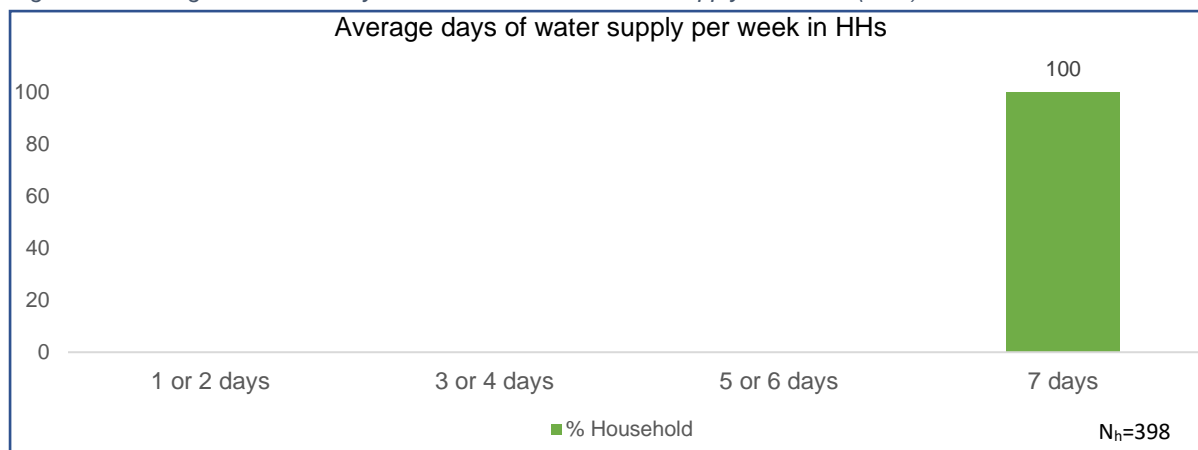 Average days of water supply per week in HHs
100
100
80
60
40
20
0
1 or 2 days
3 or 4 days
5 or 6 days
7 days
% Household
Nₕ=398